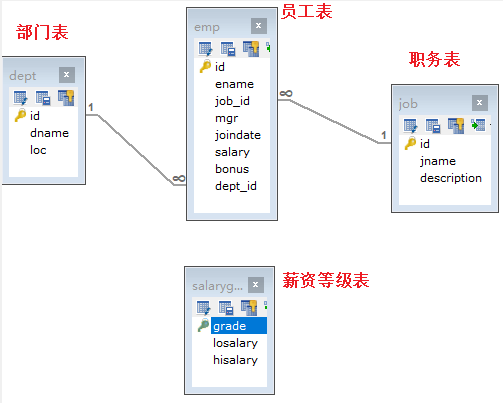 部门表
dept
x
id
dname
loc
1
∞
员工表
emp
x
id
ename
job_id
mgr
joindate
salary
bonus
dept_id
∞
1
职务表
job
x
id
jname
description
薪资等级表
salaryg...
x
grade
losalary
hisalary